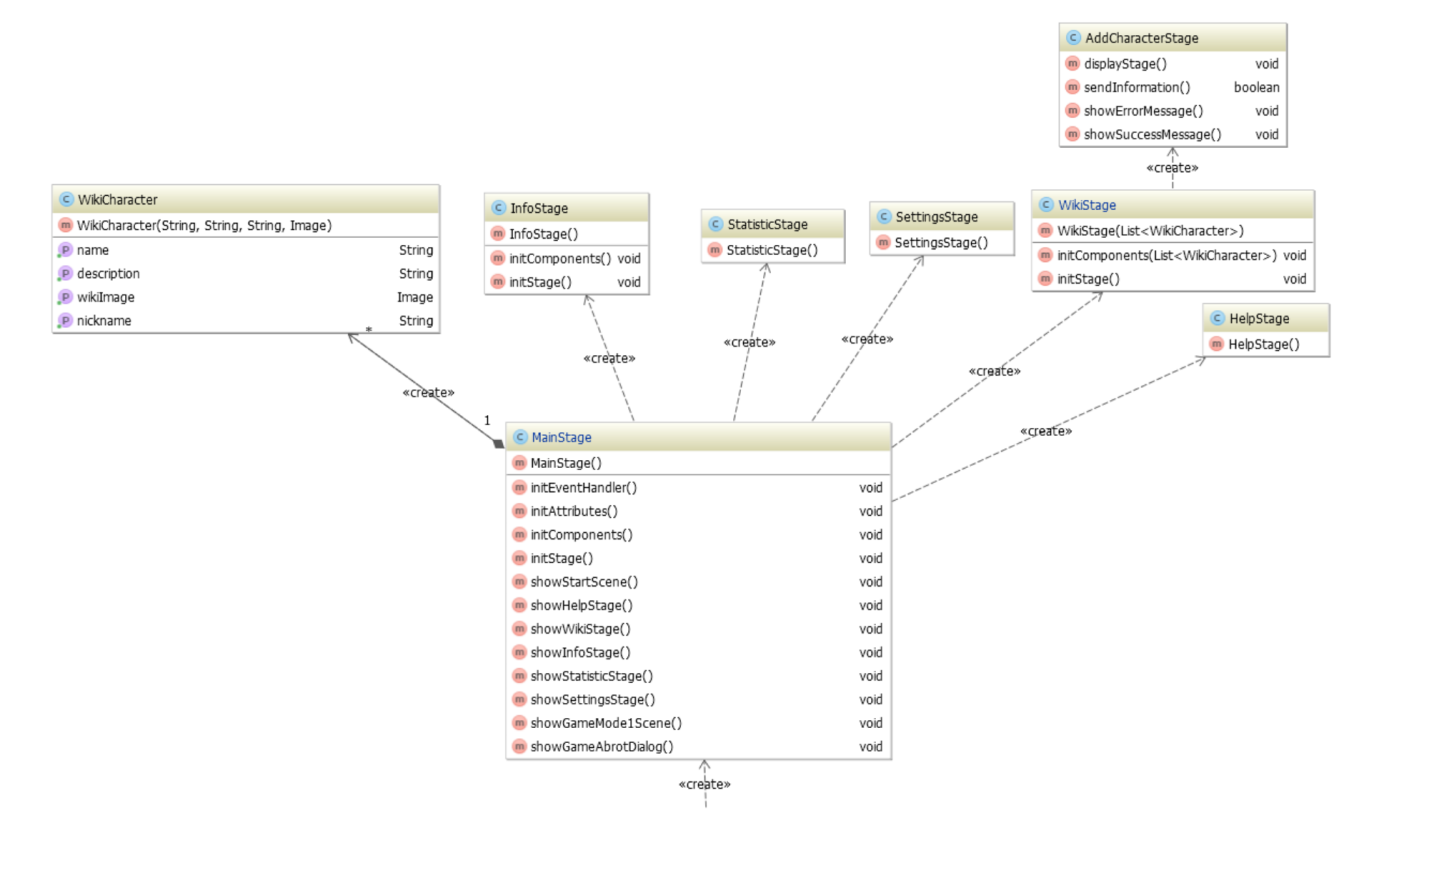 AddCharacterStage
displayStage() void
sendInformation() boolean
showErrorMessage() void
showSuccessMessage() void
«create»
WikiCharacter
WikiCharacter(String, String, String, Image)
name String
description String
wikiImage Image
nickname String
*
InfoStage
InfoStage()
initComponents() void
initStage() void
StatisticStage
StatisticStage()
SettingsStage
SettingsStage()
WikiStage
WikiStage(List<WikiCharacter>)
initComponents(List<WikiCharacter>) void
initStage() void
HelpStage
HelpStage()
«create»
«create»
«create»
«create»
«create»
«create»
1
MainStage
MainStage()
initEventHandler() void
initAttributes() void
initComponents() void
initStage() void
showStartScene() void
showHelpStage() void
showWikiStage() void
showInfoStage() void
showStatisticStage() void
showSettingsStage() void
showGameMode1Scene() void
showGameAbrotDialog() void
«create»